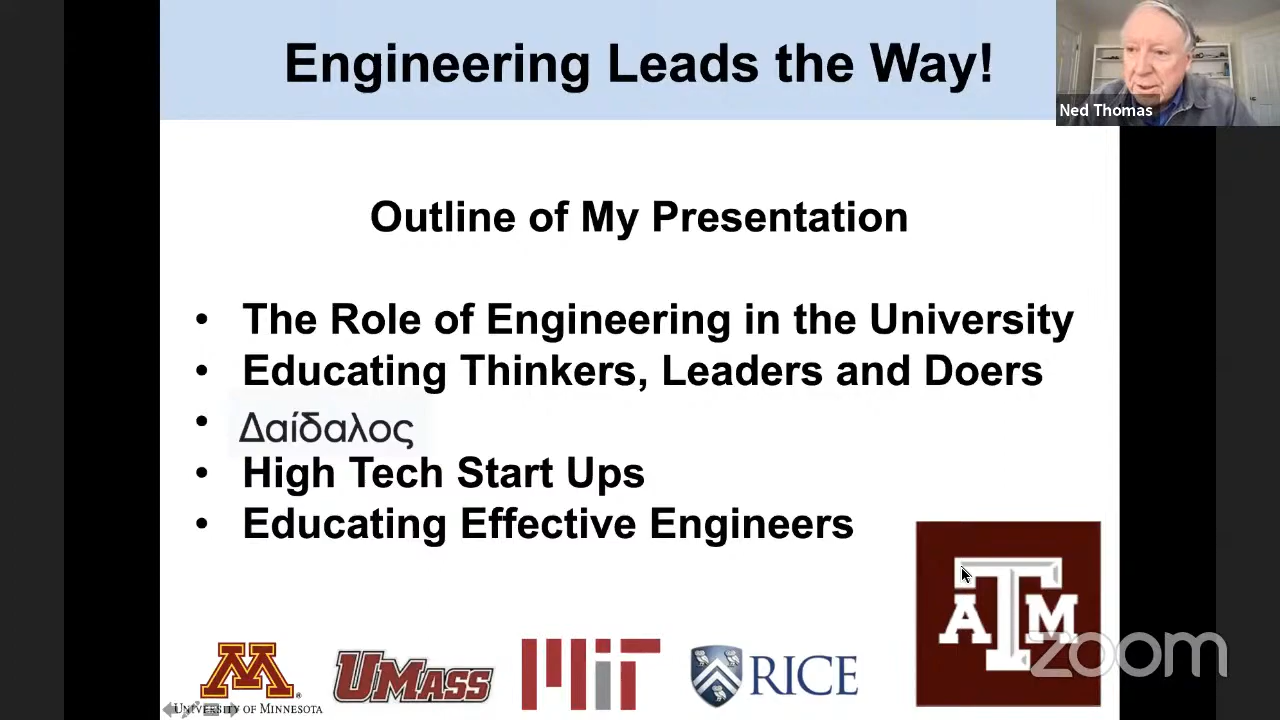 Engineering Leads the Way!
Ned Thomas
Outline of My Presentation
• The Role of Engineering in the University
• Educating Thinkers, Leaders and Doers
• Δαίδαλος
• High Tech Start Ups
• Educating Effective Engineers
M
UNIVERSITY OF MINNESOTA
UMASS
MIT
RICE
ATM
zoom